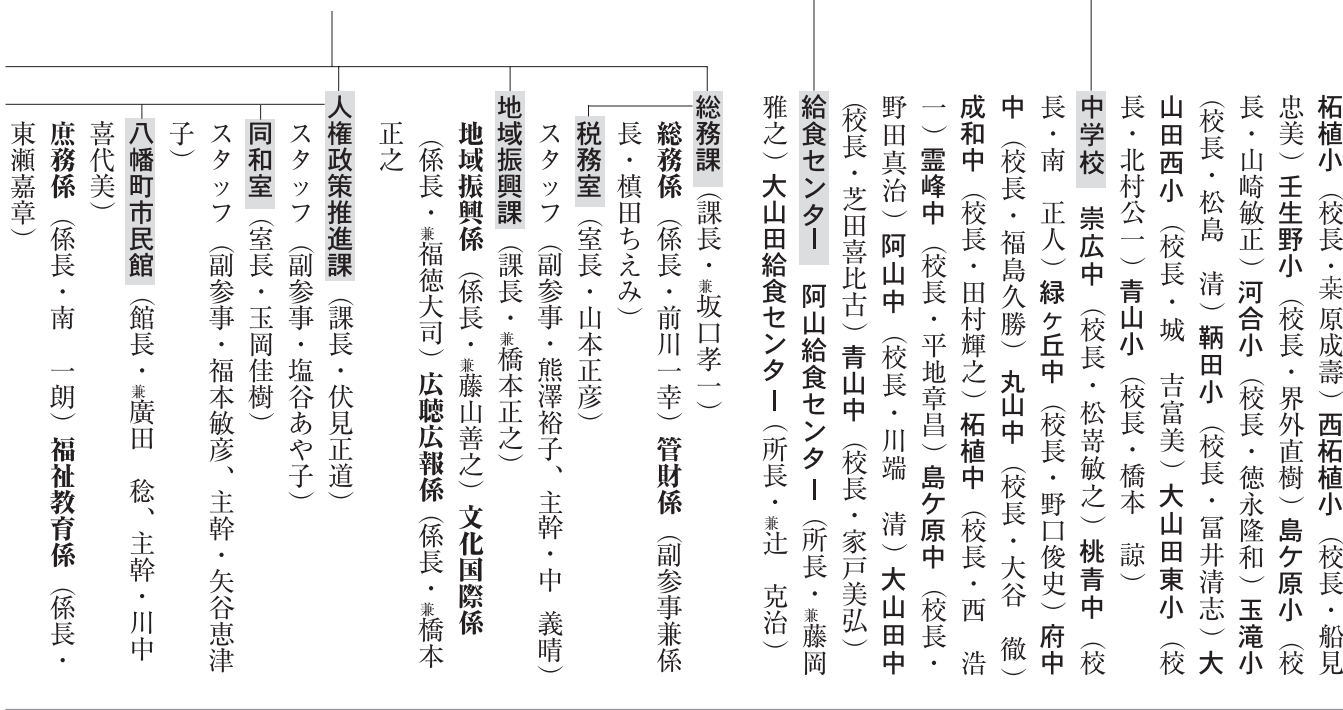 柘植小（校長・桒原成壽）西柘植小（校長・船見
忠美）壬生野小（校長・界外直樹）島ケ原小（校
長・山崎敏正）河合小（校長・徳永隆和）玉滝小
（校長・松島　清）鞆田小（校長・冨井清志）大
山田西小（校長・城　吉富美）大山田東小（校
長・北村公一）青山小（校長・橋本　諒）
中学校　崇広中（校長・松嵜敏之）桃青中（校
長・南　正人）緑ヶ丘中（校長・野口俊史）府中
中（校長・福島久勝）丸山中（校長・大谷　徹）
成和中（校長・田村輝之）柘植中（校長・西　浩
一）霊峰中（校長・平地章昌）島ケ原中（校長・
野田真治）阿山中（校長・川端　清）大山田中
（校長・芝田喜比古）青山中（校長・家戸美弘）
給食センター　阿山給食センター（所長・兼藤岡
雅之）大山田給食センター（所長・兼辻　克治）
総務課（課長・兼坂口孝一）
総務係（係長・前川一幸）管財係（副参事兼係
長・槙田ちえみ）
税務室（室長・山本正彦）
スタッフ（副参事・熊澤裕子、主幹・中　義晴）
地域振興課（課長・兼橋本正之）
地域振興係（係長・兼藤山善之）文化国際係
（係長・兼福徳大司）広聴広報係（係長・兼橋本
正之
人権政策推進課（課長・伏見正道）
スタッフ（副参事・塩谷あや子）
同和室（室長・玉岡佳樹）
スタッフ（副参事・福本敏彦、主幹・矢谷恵津
子）
八幡町市民館（館長・兼廣田　稔、主幹・川中
喜代美）
庶務係（係長・南　一朗）福祉教育係（係長・
東瀬嘉章）